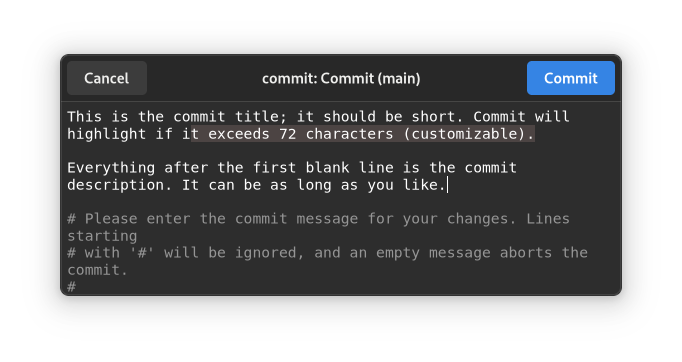 Cancel
commit: Commit (main)
Commit
This is the commit title; it should be short. Commit will
highlight if it exceeds 72 characters (customizable).
Everything after the first blank line is the commit
description. It can be as long as you like.
# Please enter the commit message for your changes. Lines
starting
# with '#' will be ignored, and an empty message aborts the
commit.
#